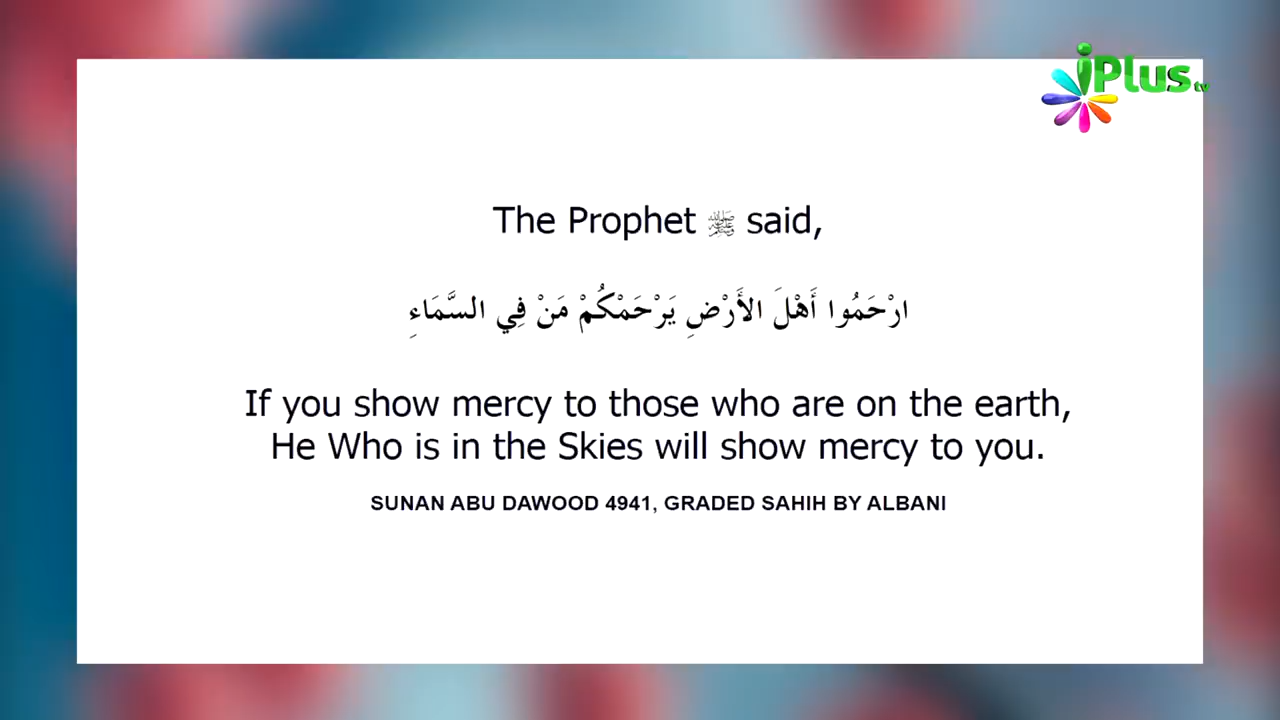 iPlus tv
The Prophet ﷺ said,
ارْحَمُوا أَهْلَ الأَرْضِ يَرْحَمْكُمْ مَنْ فِي السَّمَاءِ
If you show mercy to those who are on the earth,
He Who is in the Skies will show mercy to you.
SUNAN ABU DAWOOD 4941, GRADED SAHIH BY ALBANI